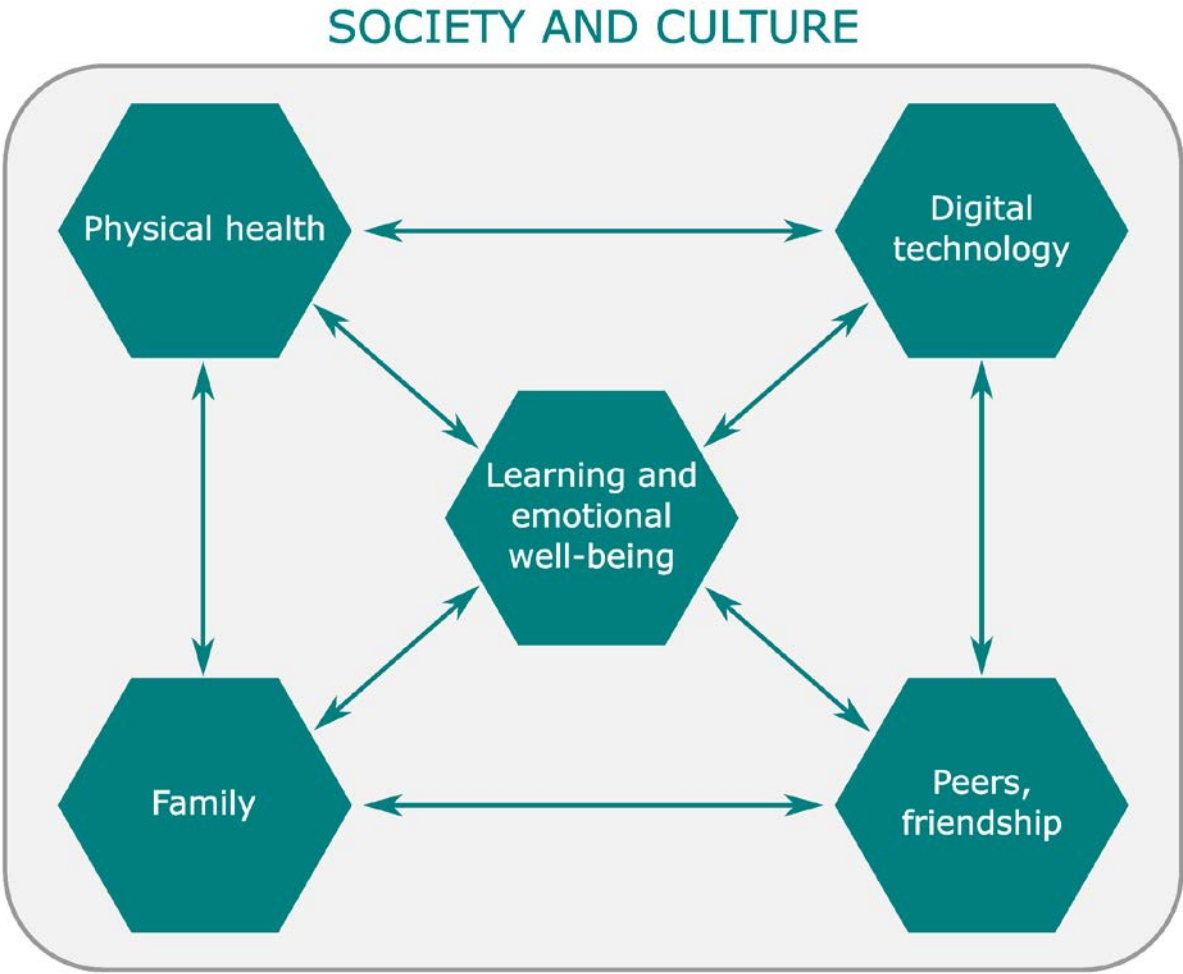 SOCIETY AND CULTURE
Physical health
Digital
technology
Learning and
emotional
well-being
Family
Peers,
friendship